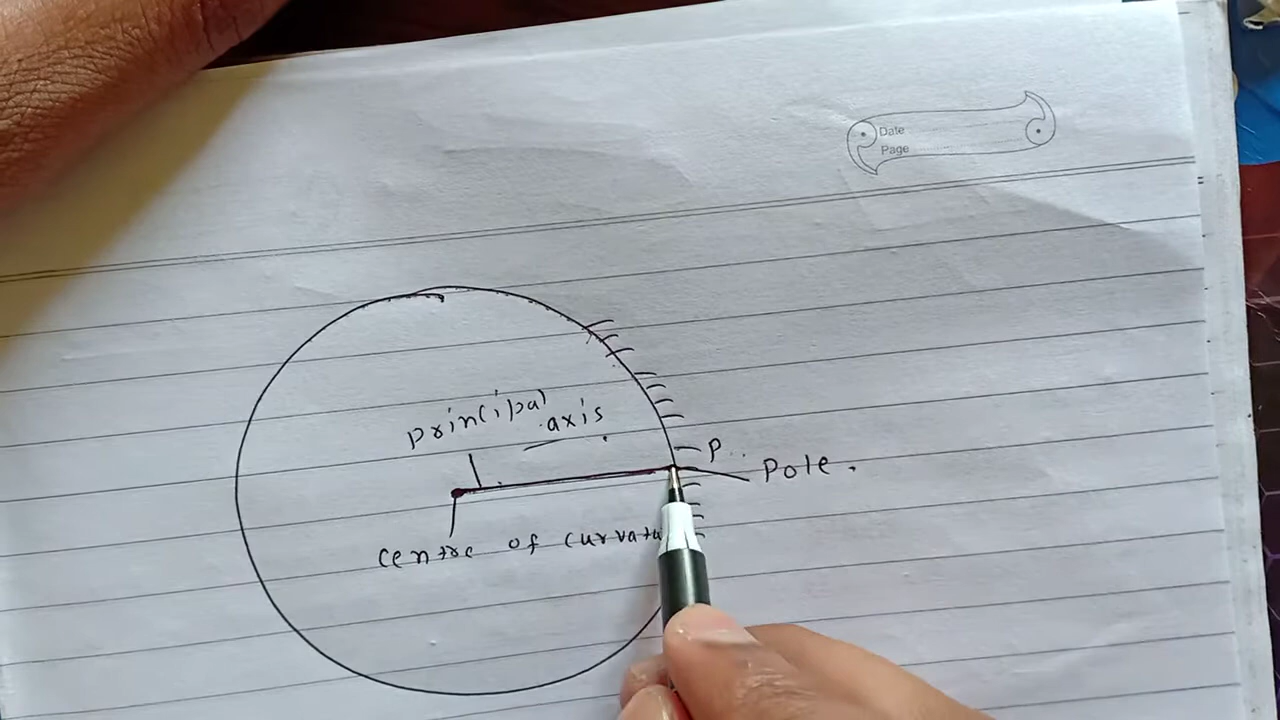 Date
Page
principal
axis
P
Pole.
centre of curvatu